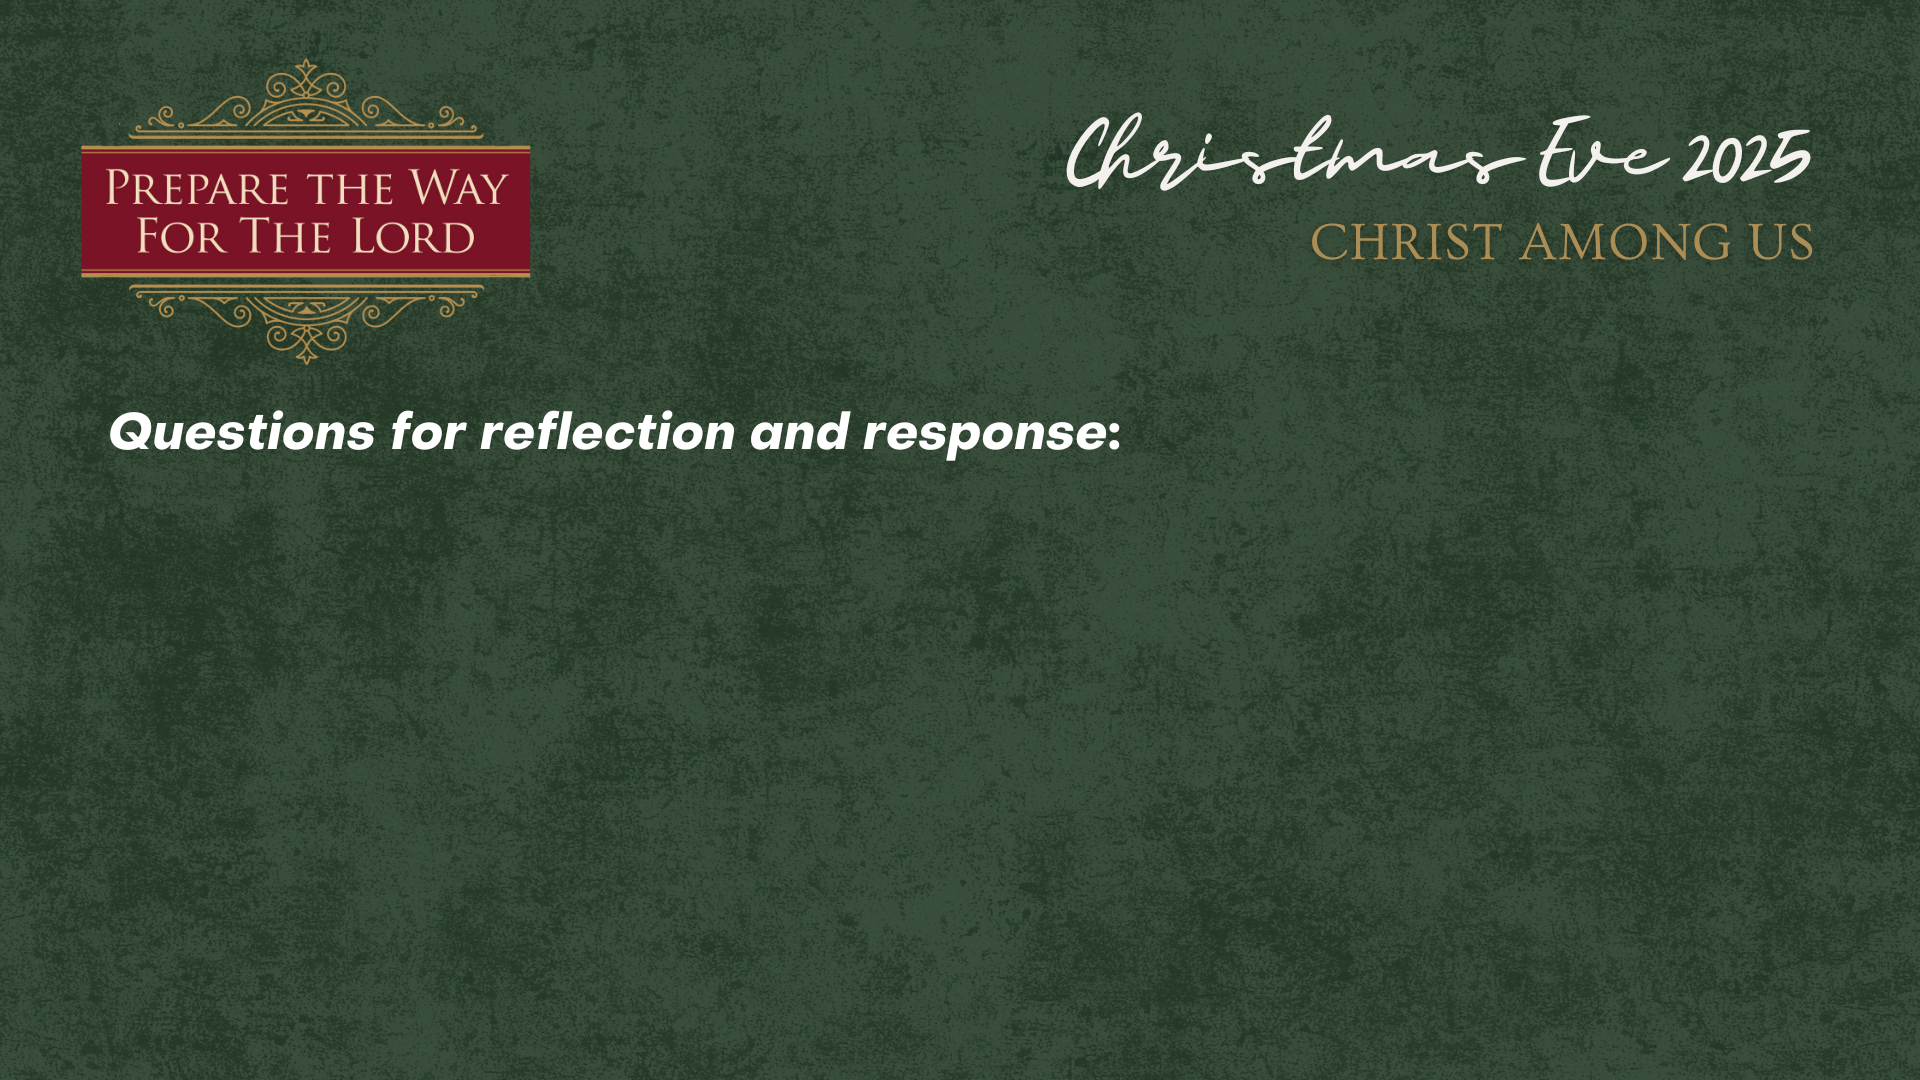 PREPARE THE WAY
FOR THE LORD
Christmas Eve 2025
CHRIST AMONG US
Questions for reflection and response: